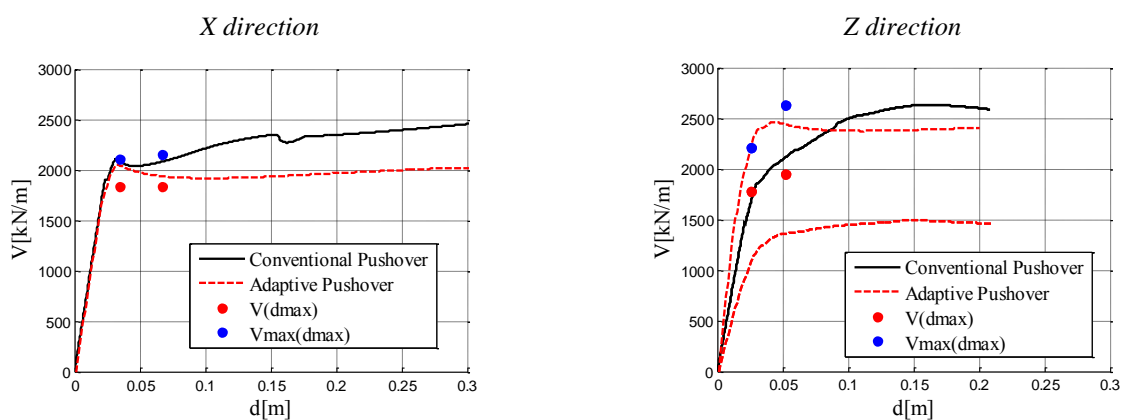 X direction
3000
2500
2000
1500
1000
500
0
V[kN/m]
0
0.05
0.1
0.15
0.2
0.25
0.3
d[m]
Conventional Pushover
Adaptive Pushover
V(dmax)
Vmax(dmax)
Z direction
3000
2500
2000
1500
1000
500
0
V[kN/m]
0
0.05
0.1
0.15
0.2
0.25
0.3
d[m]
Conventional Pushover
Adaptive Pushover
V(dmax)
Vmax(dmax)